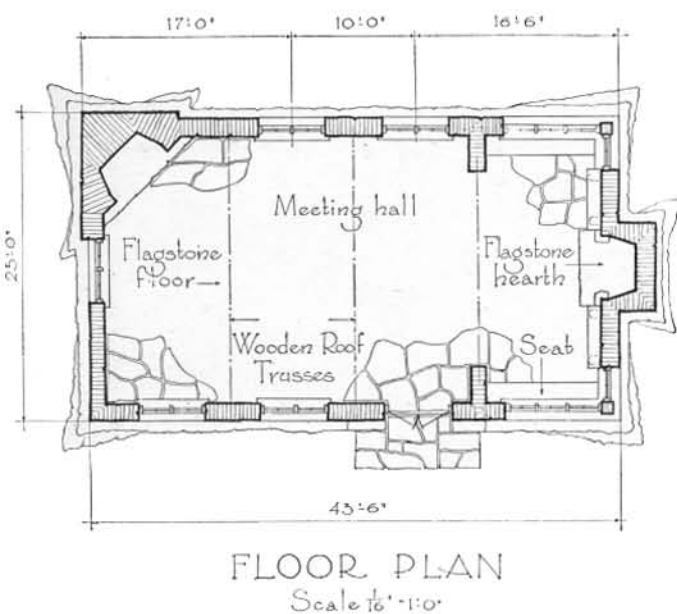 17'-0"
10'-0"
16'-6"
25'-0"
Meeting hall
Flagstone
floor
Flagstone
hearth
Wooden Roof
Trusses
Seat
43'-6"
FLOOR PLAN
Scale 1/16" - 1'-0"